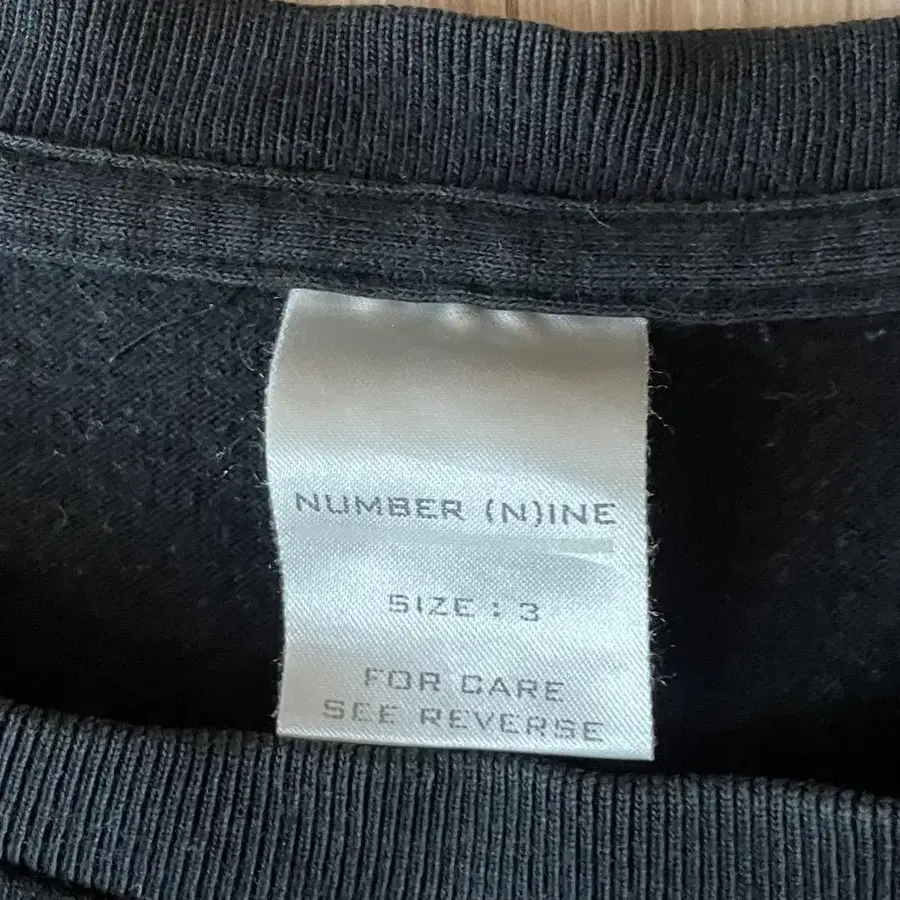 NUMBER (N)INE
SIZE : 3
FOR CARE
SEE REVERSE